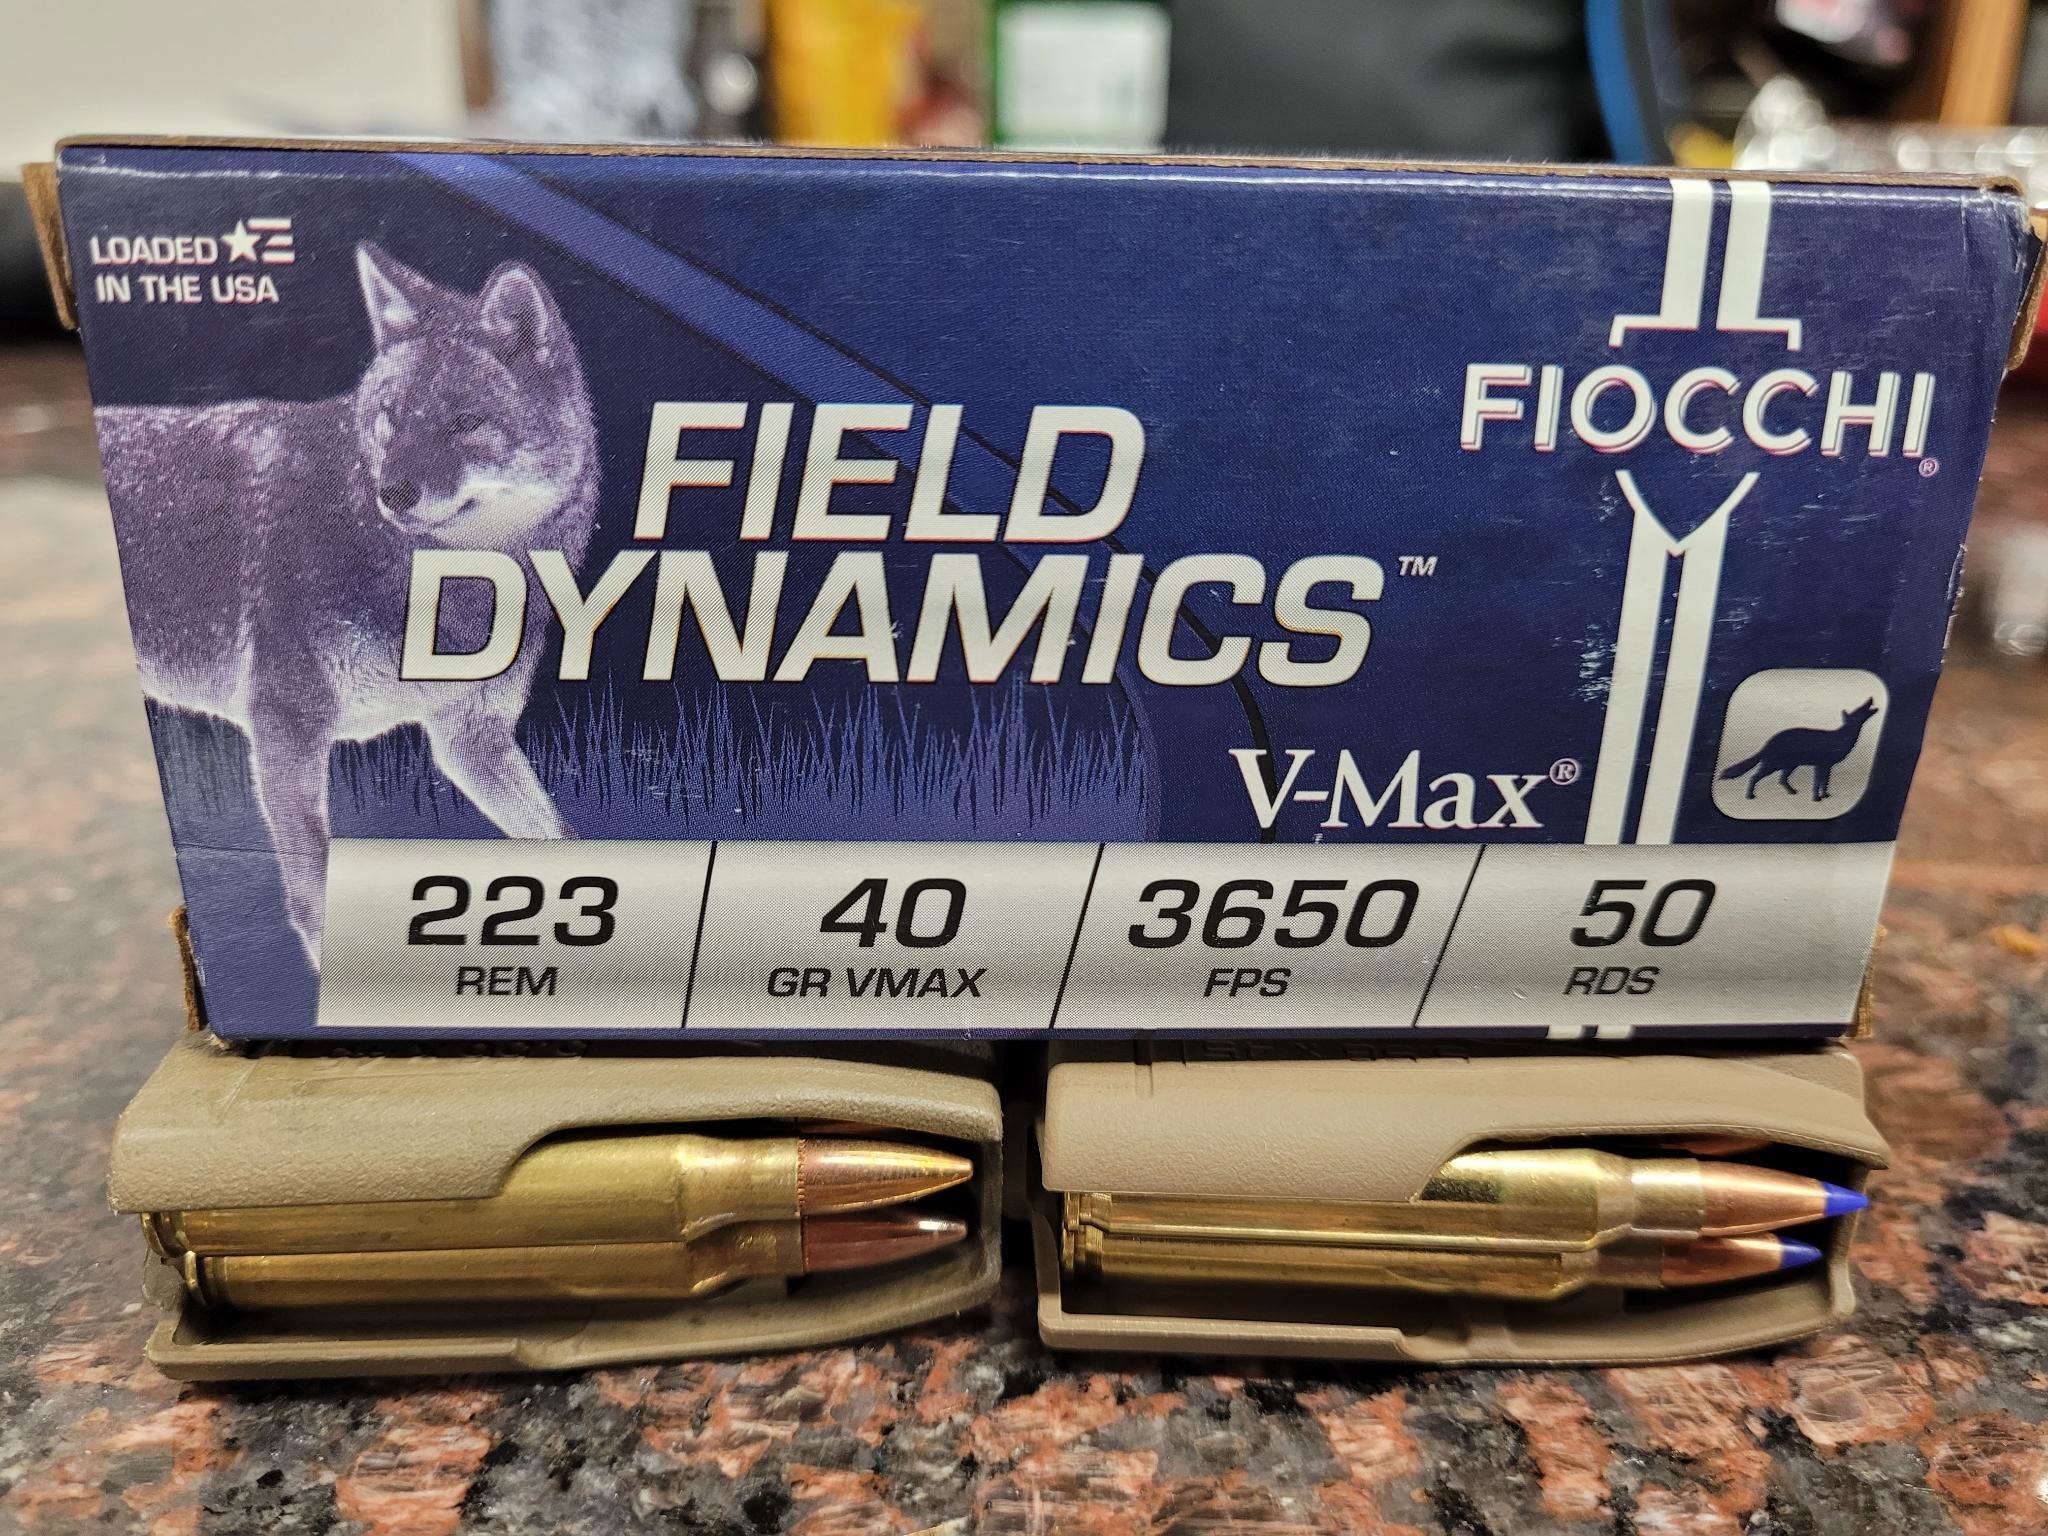 LOADED
IN THE USA
FIOCCHI®
FIELD
DYNAMICS™
V-Max®
223
REM
40
GR VMAX
3650
FPS
50
RDS